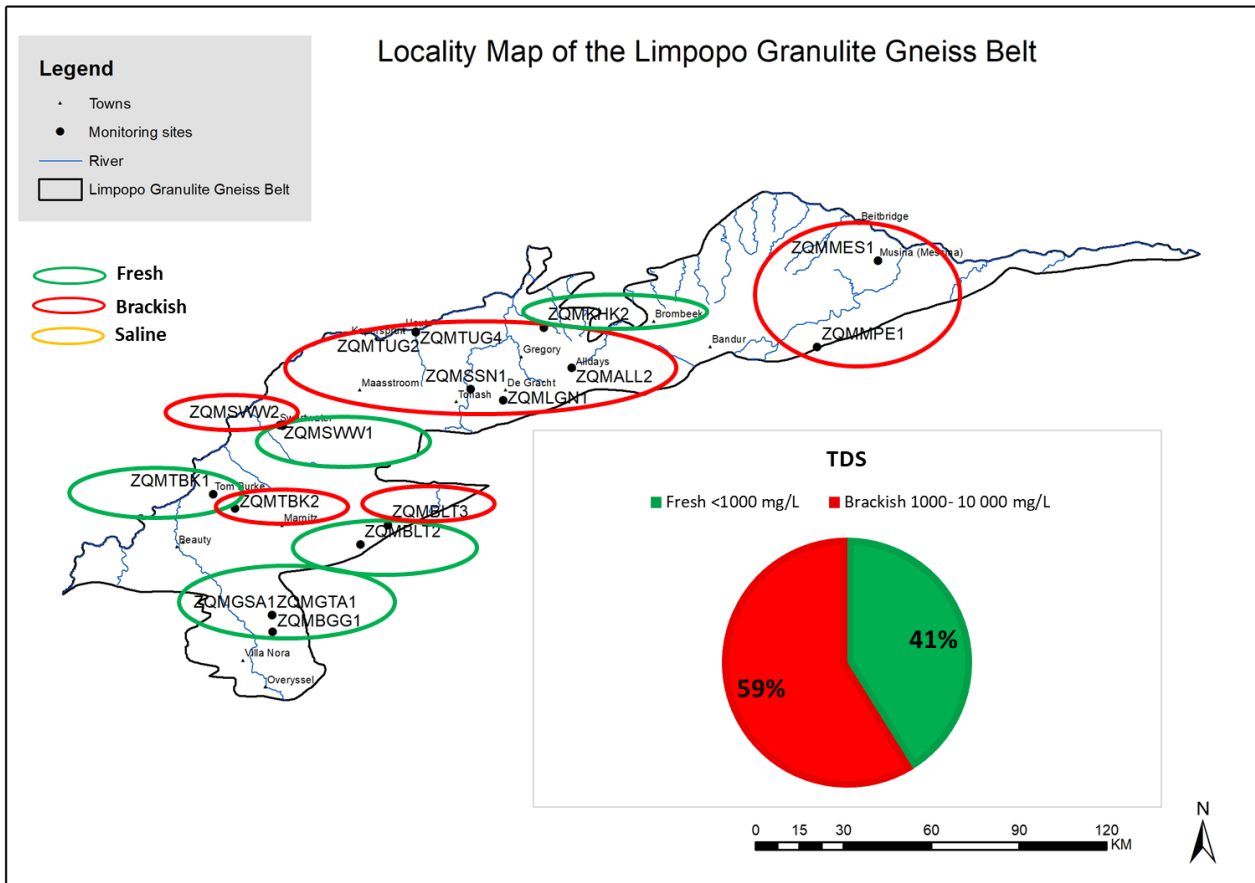 Locality Map of the Limpopo Granulite Gneiss Belt
Legend
Towns
Monitoring sites
River
Limpopo Granulite Gneiss Belt
Fresh
Brackish
Saline
Beitbridge
ZQMMES1
Musina (Messina)
ZQMKHK2
Brombeek
ZQMTUG4
ZQMTUG2
Gregory
Bandur
ZQMMPE1
Alldays
ZQMALL2
ZQMSSN1
Maasstroom
De Gracht
Tolfash
ZQMLGN1
ZQMSWW2
ZQMSWW1
ZQMTBK1
Tom Burke
ZQMTBK2
Marnitz
ZQMBLT3
ZQMBLT2
Beauty
ZQMGSA1 ZQMGTA1
ZQMBGG1
Villa Nora
Overyssel
TDS
Fresh <1000 mg/L
Brackish 1000- 10 000 mg/L
41%
59%
0 15 30 60 90 120
KM
N